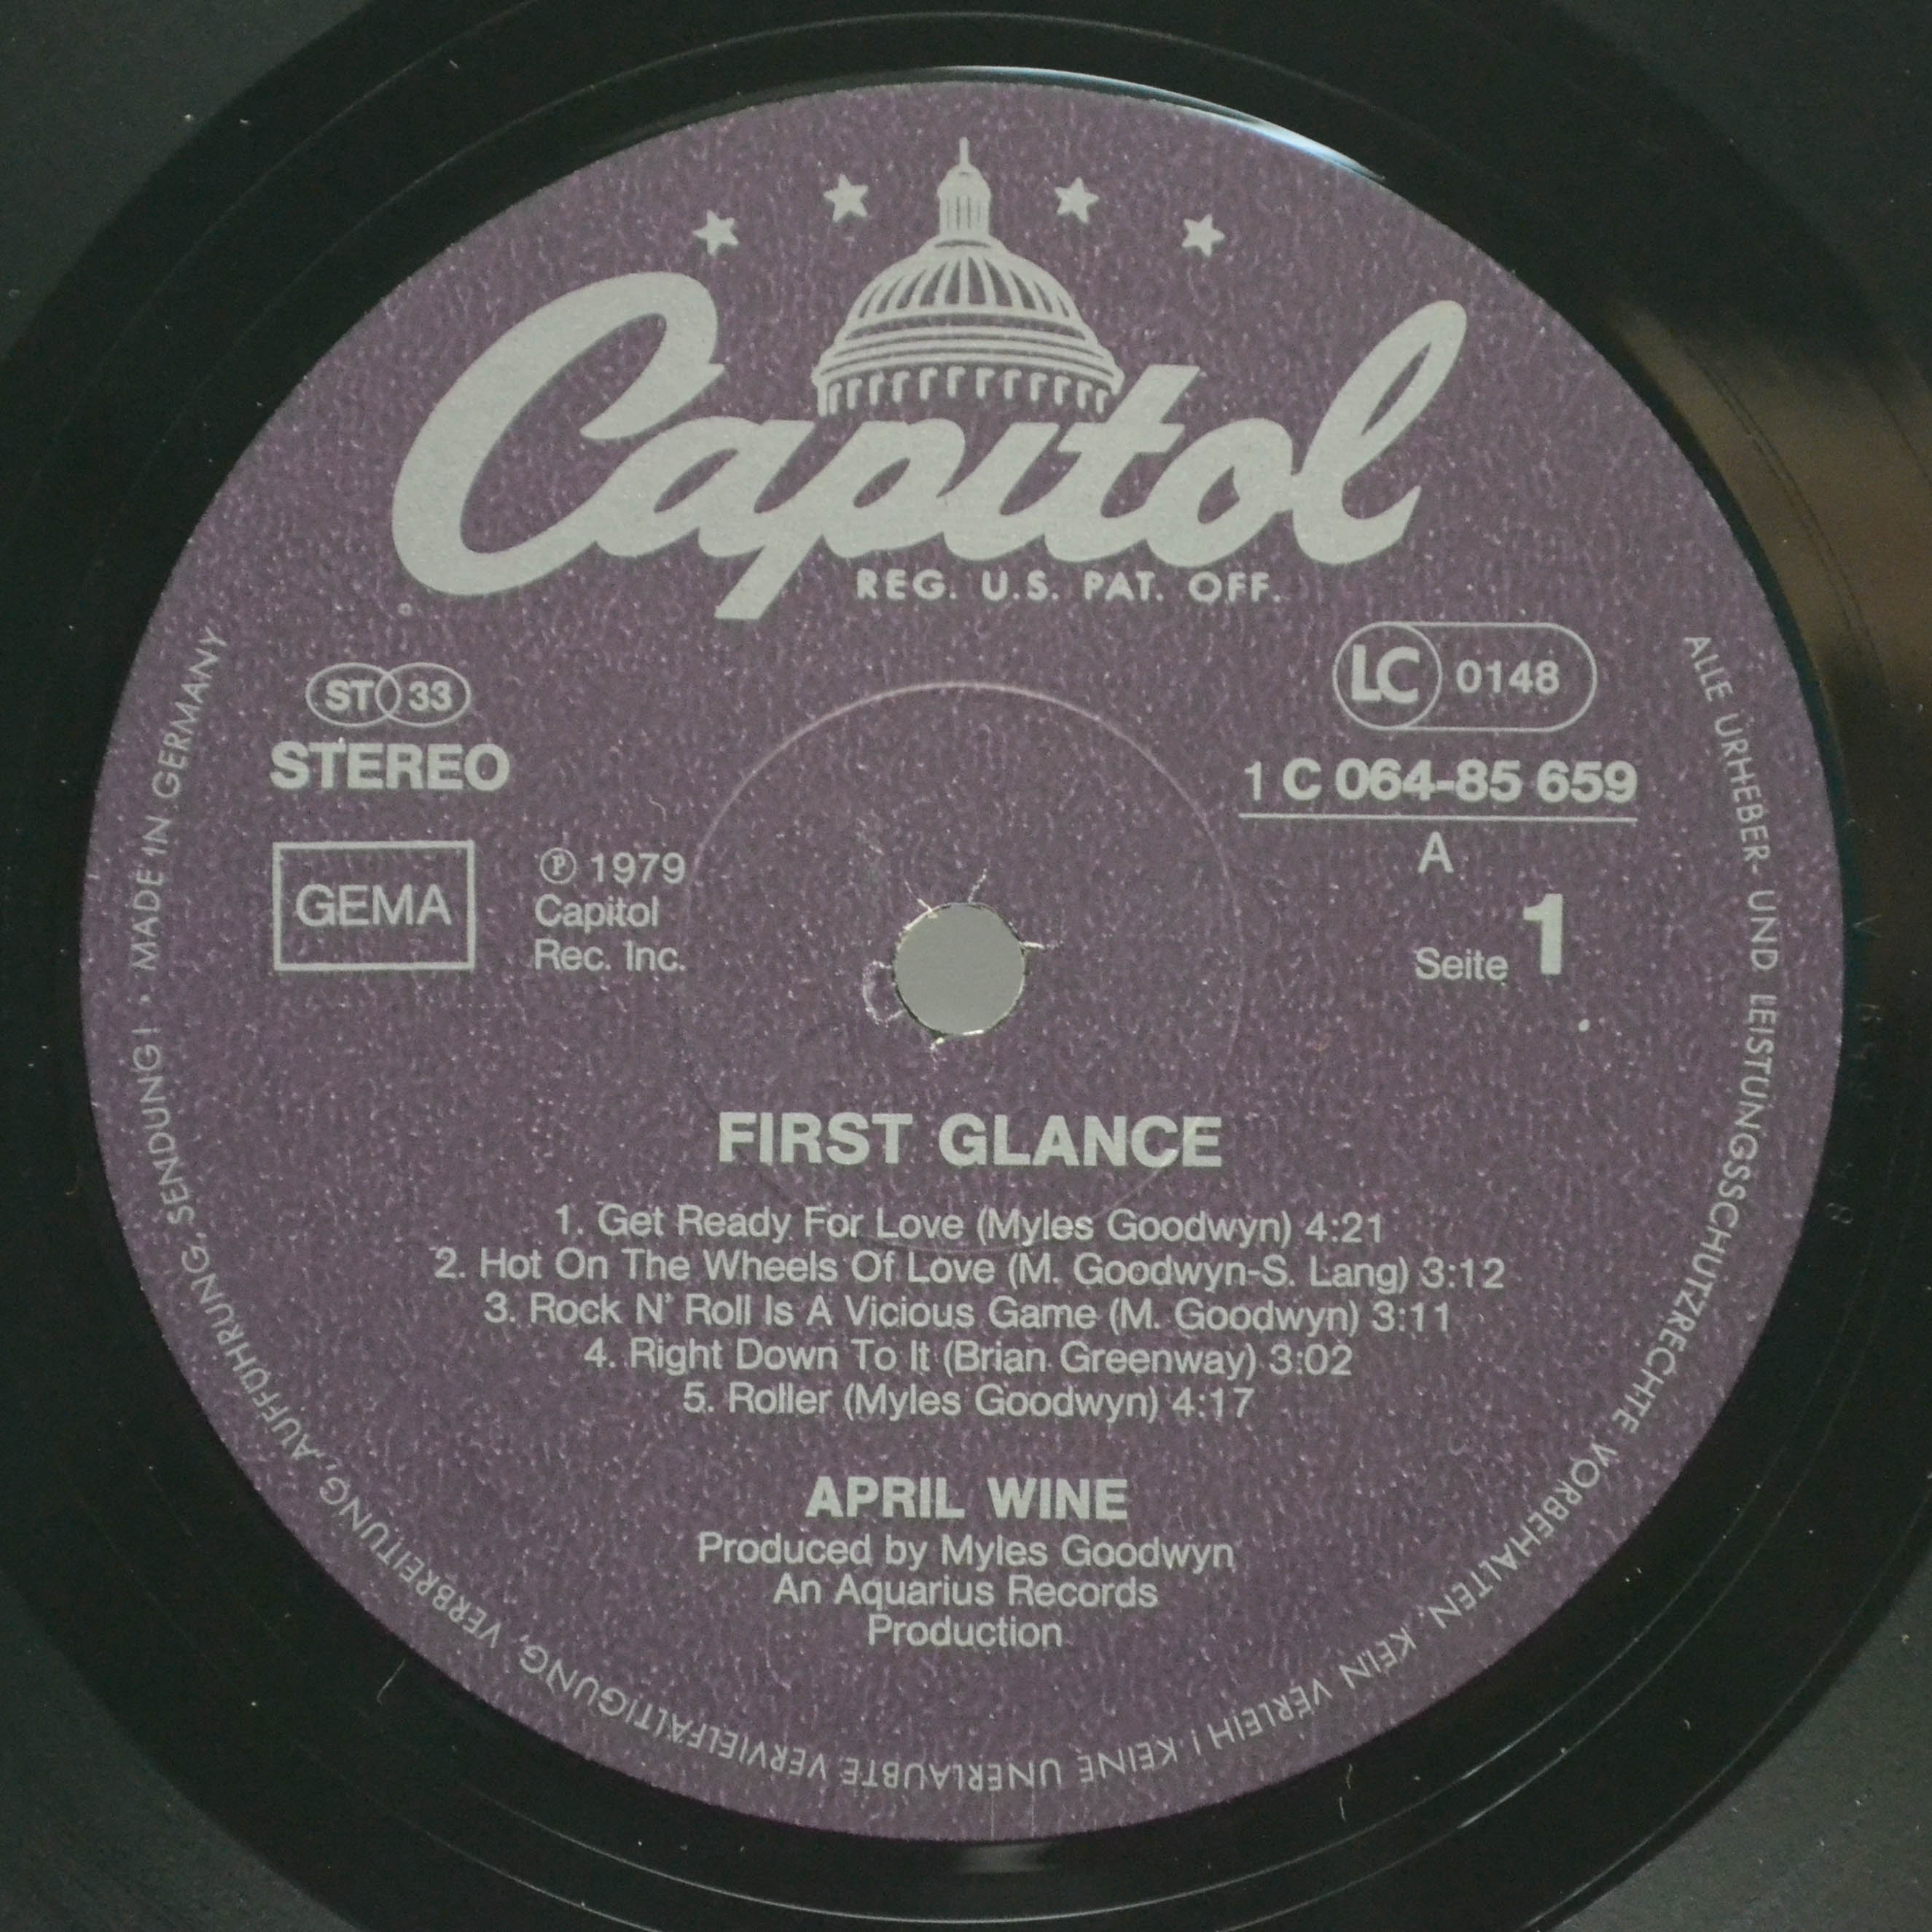 Capitol
REG. U.S. PAT. OFF.
ST 33
STEREO
GEMA
℗ 1979
Capitol
Rec. Inc.
LC 0148
1 C 064-85 659
A
Seite 1
FIRST GLANCE
1. Get Ready For Love (Myles Goodwyn) 4:21
2. Hot On The Wheels Of Love (M. Goodwyn-S. Lang) 3:12
3. Rock N' Roll Is A Vicious Game (M. Goodwyn) 3:11
4. Right Down To It (Brian Greenway) 3:02
5. Roller (Myles Goodwyn) 4:17
APRIL WINE
Produced by Myles Goodwyn
An Aquarius Records
Production
ALLE URHEBER- UND LEISTUNGSSCHUTZRECHTE VORBEHALTEN. KEIN VERLEIH! KEINE UNERLAUBTE VERVIELFÄLTIGUNG, VERBREITUNG, AUFFÜHRUNG, SENDUNG! · MADE IN GERMANY